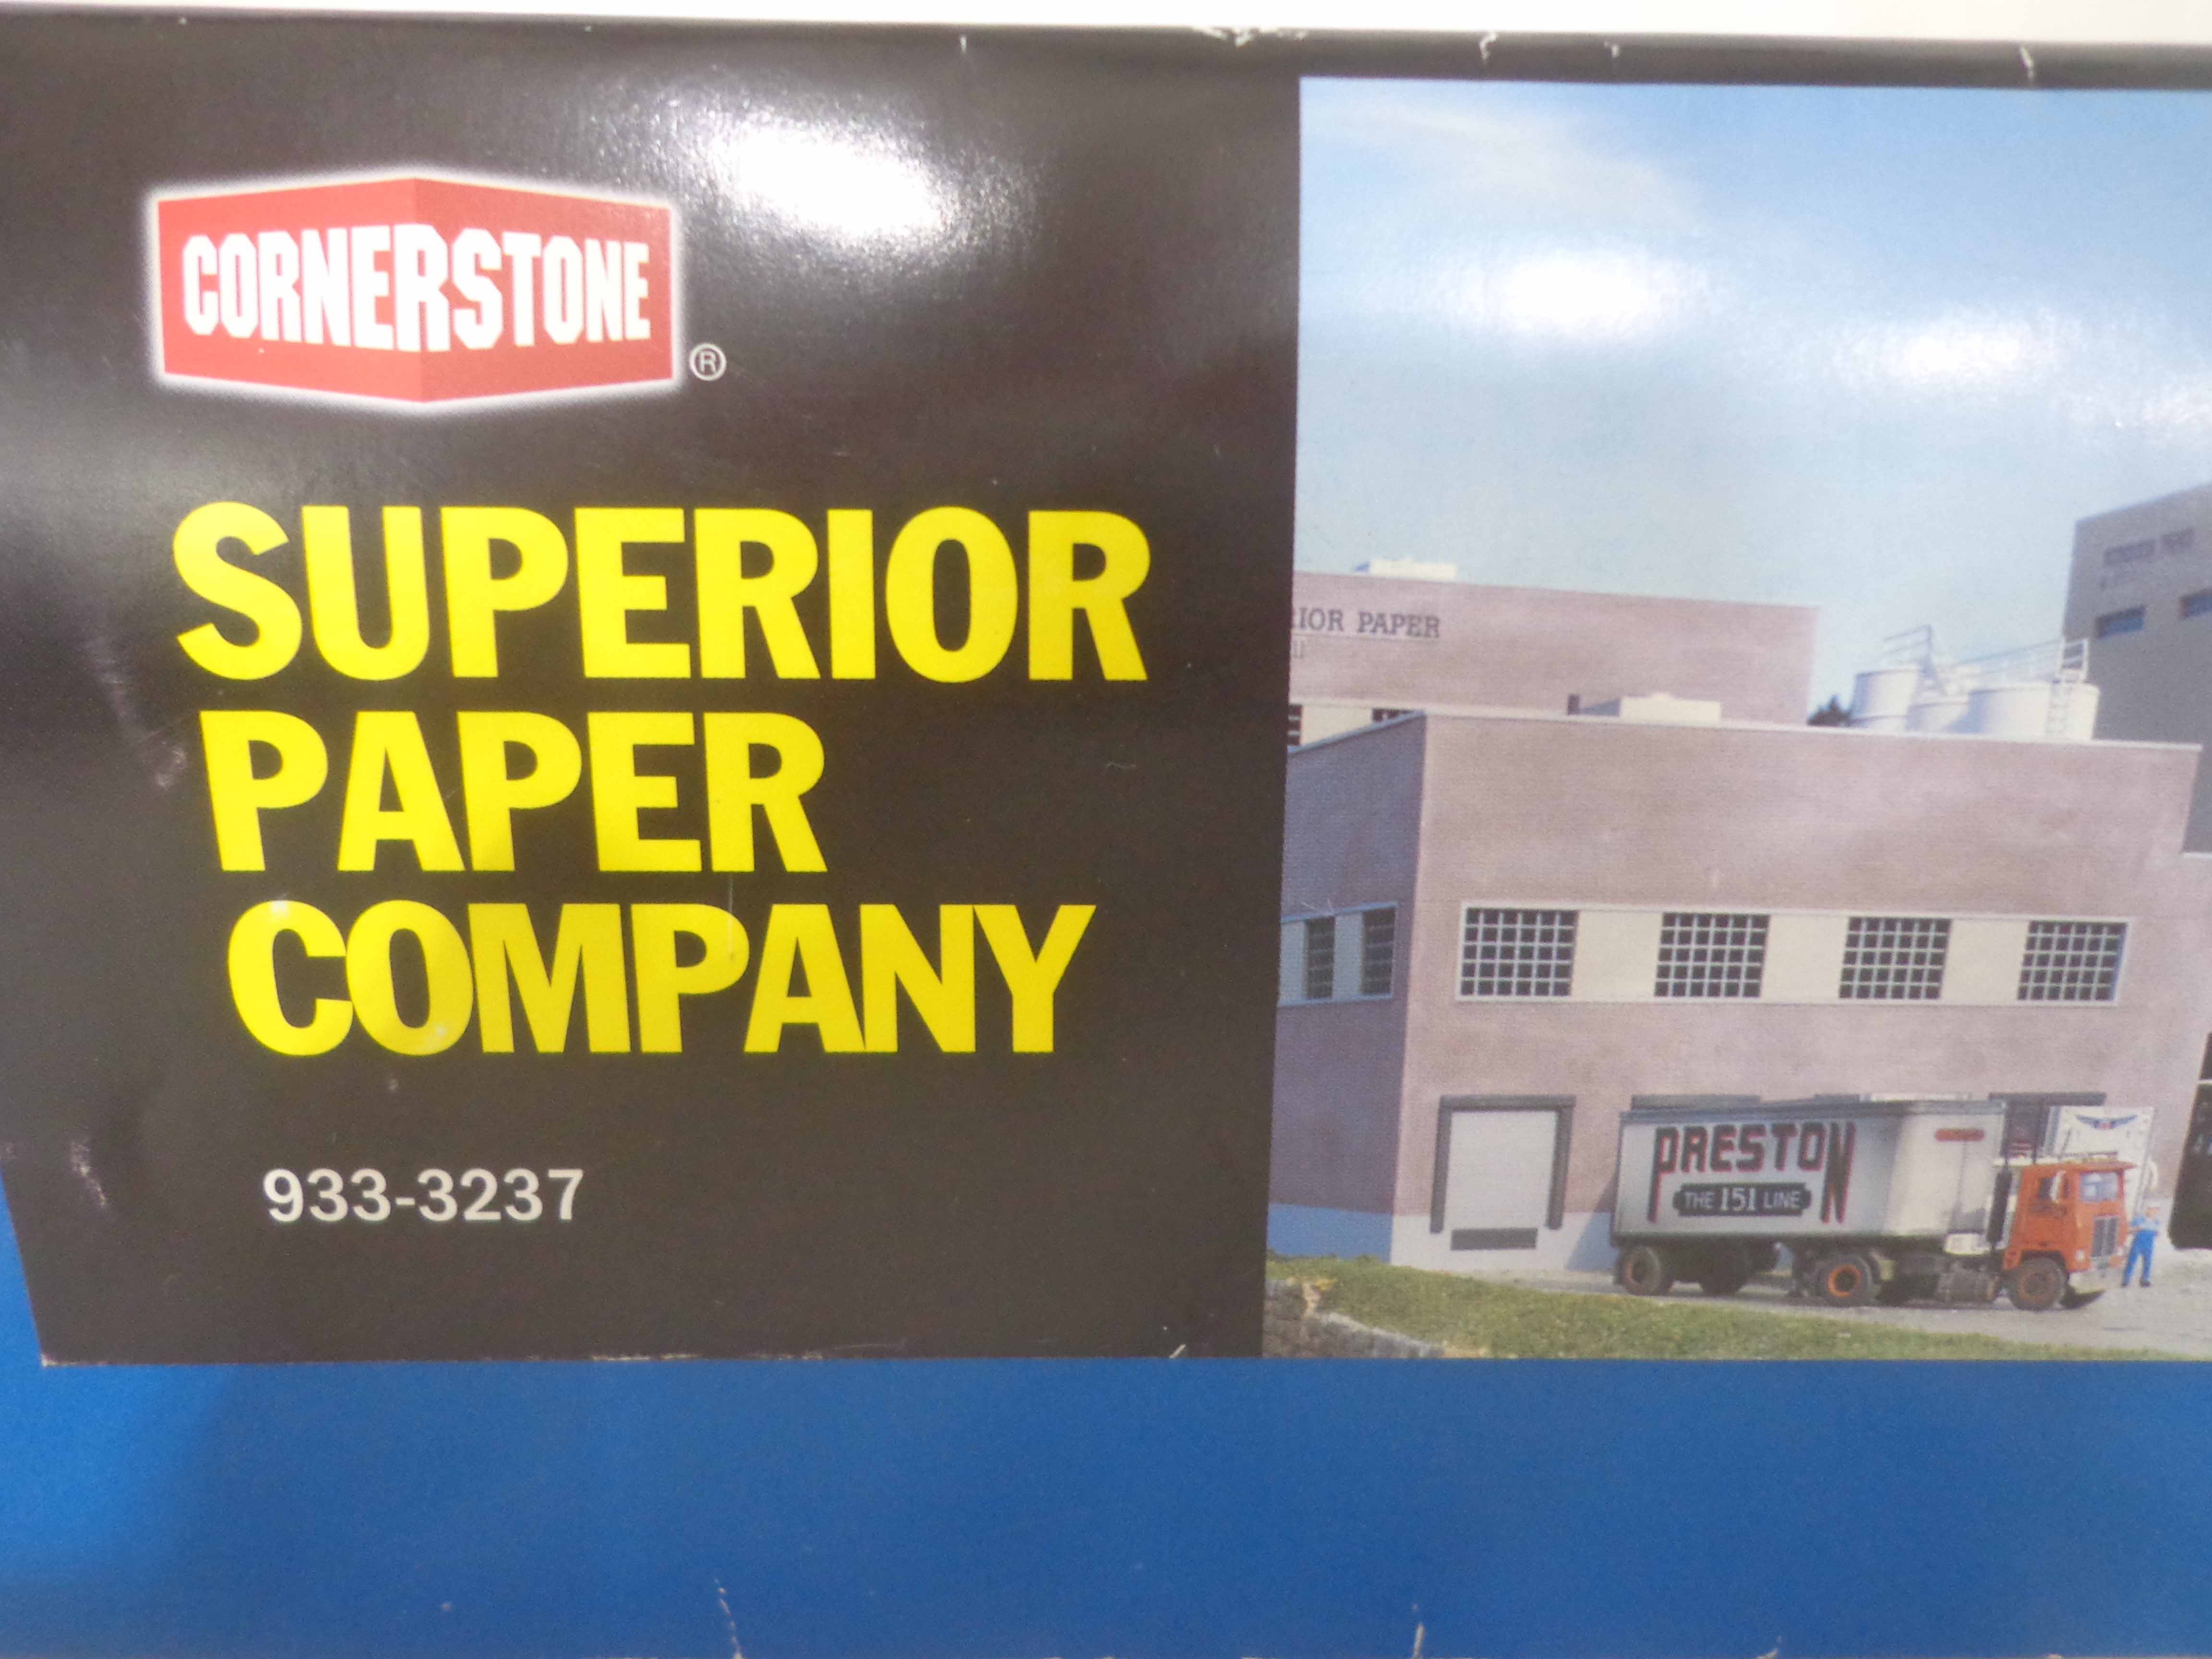 CORNERSTONE
®
SUPERIOR
PAPER
COMPANY
933-3237
IOR PAPER
PRESTON
THE 151 LINE